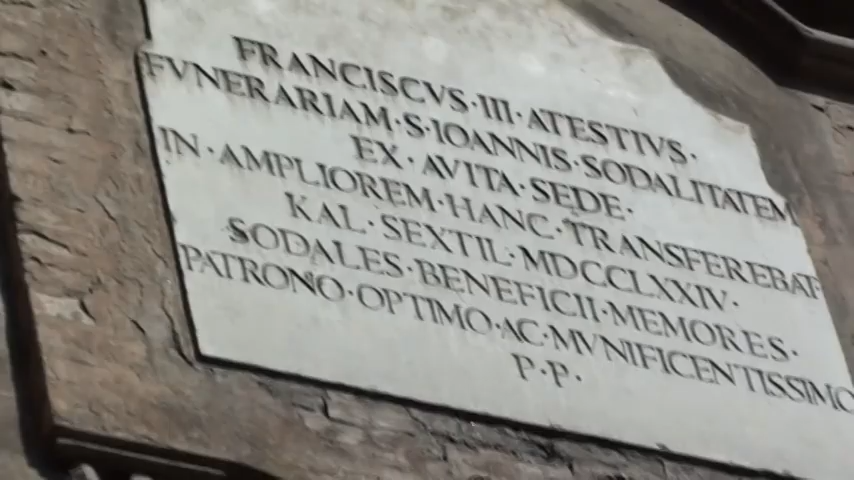 FRANCISCVS·III·ATESTIVS·
FVNERARIAM·S·IOANNIS·SODALITATEM
EX·AVITA·SEDE·
IN·AMPLIOREM·HANC·TRANSFEREBAT
KAL·SEXTIL·MDCCLXXIV·
SODALES·BENEFICII·MEMORES·
PATRONO·OPTIMO·AC·MVNIFICENTISSIMO
P·P·